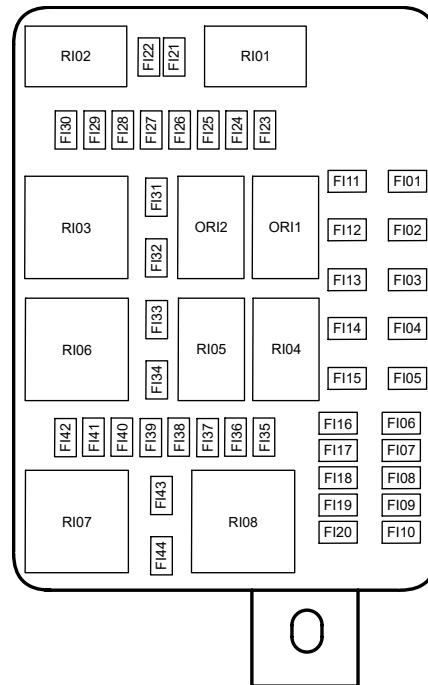 RI02 FI22 FI21 RI01
FI30 FI29 FI28 FI27 FI26 FI25 FI24 FI23
FI11 FI01
RI03 FI31 ORI2 ORI1
FI12 FI02
FI32
FI13 FI03
FI33
FI14 FI04
RI06 RI05 RI04
FI34
FI15 FI05
FI16 FI06
FI42 FI41 FI40 FI39 FI38 FI37 FI36 FI35
FI17 FI07
FI18 FI08
FI43
FI19 FI09
RI07 RI08
FI20 FI10
FI44